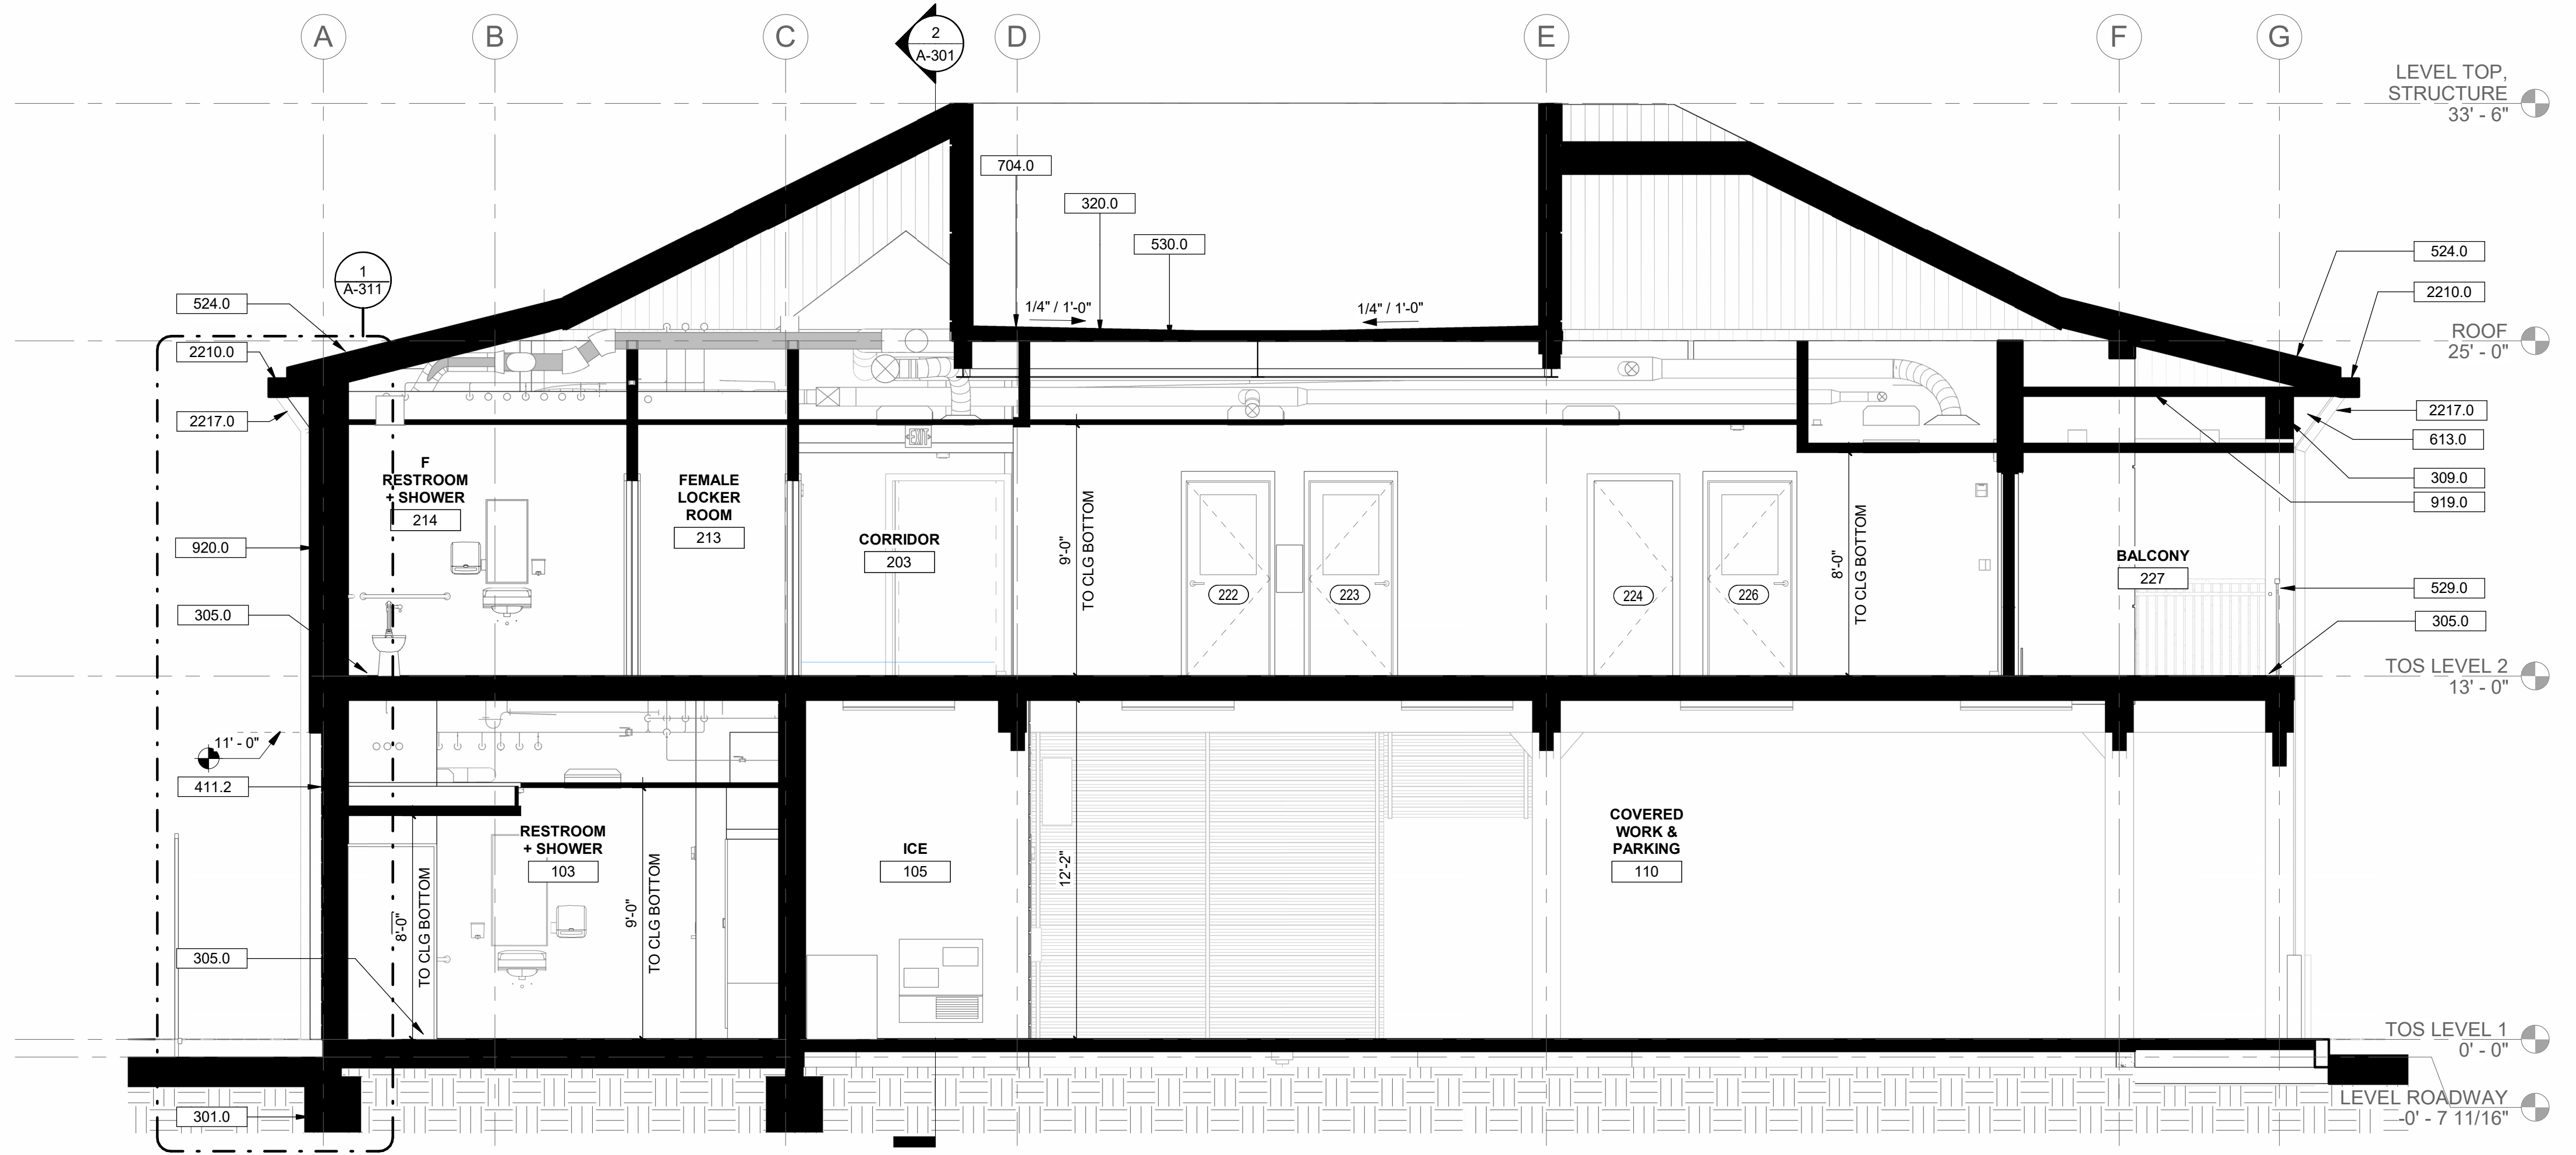 A
B
C
2
A-301
D
E
F
G
LEVEL TOP,
STRUCTURE
33' - 6"
704.0
320.0
530.0
1/4" / 1'-0"
1/4" / 1'-0"
1
A-311
524.0
2210.0
2217.0
920.0
305.0
11' - 0"
411.2
305.0
301.0
524.0
2210.0
ROOF
25' - 0"
2217.0
613.0
309.0
919.0
529.0
305.0
TOS LEVEL 2
13' - 0"
EXIT
F
RESTROOM
+ SHOWER
214
FEMALE
LOCKER
ROOM
213
CORRIDOR
203
9'-0"
TO CLG BOTTOM
222
223
224
226
8'-0"
TO CLG BOTTOM
BALCONY
227
RESTROOM
+ SHOWER
103
8'-0"
TO CLG BOTTOM
9'-0"
TO CLG BOTTOM
ICE
105
12'-2"
COVERED
WORK &
PARKING
110
TOS LEVEL 1
0' - 0"
LEVEL ROADWAY
-0' - 7 11/16"